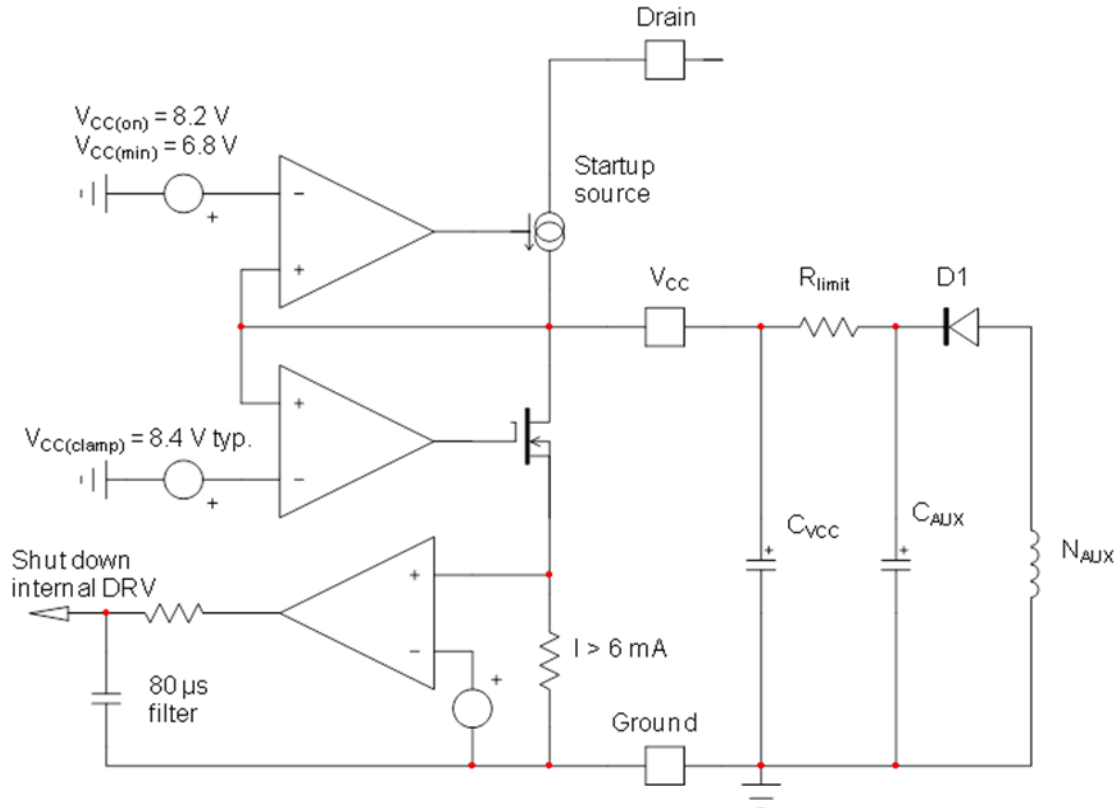 Drain
VCC(on) = 8.2 V
VCC(min) = 6.8 V
−
+
+
Startup
source
VCC
Rlimit
D1
+
−
VCC(clamp) = 8.4 V typ.
+
CVCC
+
CAUX
+
NAUX
Shut down
internal DRV
+
−
+
I > 6 mA
80 µs
filter
Ground